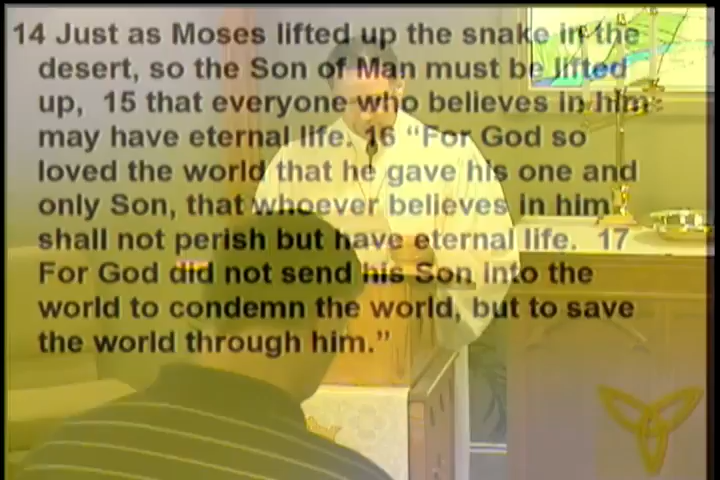 14 Just as Moses lifted up the snake in the
desert, so the Son of Man must be lifted
up, 15 that everyone who believes in him
may have eternal life. 16 “For God so
loved the world that he gave his one and
only Son, that whoever believes in him
shall not perish but have eternal life. 17
For God did not send his Son into the
world to condemn the world, but to save
the world through him.”